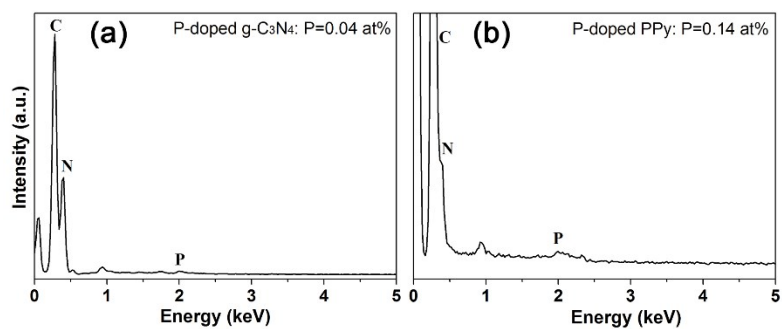 (a)
P-doped g-C₃N₄: P=0.04 at%
C
N
P
Intensity (a.u.)
0 1 2 3 4 5
Energy (keV)
(b)
P-doped PPy: P=0.14 at%
C
N
P
0 1 2 3 4 5
Energy (keV)